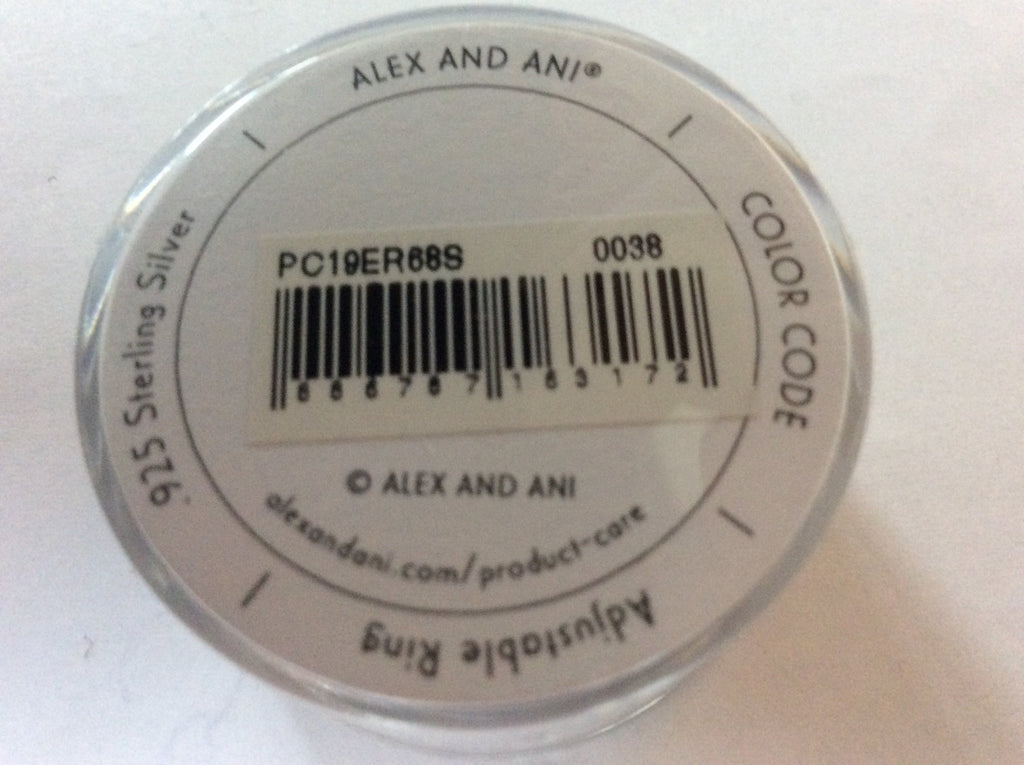 ALEX AND ANI®
COLOR CODE
Adjustable Ring
.925 Sterling Silver
PC19ER68S 0038
886787163172
© ALEX AND ANI
alexandani.com/product-care